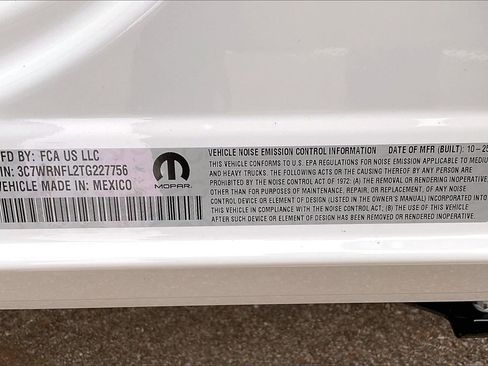 MFD BY: FCA US LLC
VIN: 3C7WRNFL2TG227756
VEHICLE MADE IN: MEXICO
MOPAR
VEHICLE NOISE EMISSION CONTROL INFORMATION DATE OF MFR (BUILT): 10-25
THIS VEHICLE CONFORMS TO U.S. EPA REGULATIONS FOR NOISE EMISSION APPLICABLE TO MEDIUM
AND HEAVY TRUCKS. THE FOLLOWING ACTS OR THE CAUSING THEREOF BY ANY PERSON ARE
PROHIBITED BY THE NOISE CONTROL ACT OF 1972: (A) THE REMOVAL OR RENDERING INOPERATIVE,
OTHER THAN FOR PURPOSES OF MAINTENANCE, REPAIR, OR REPLACEMENT, OF ANY NOISE
CONTROL DEVICE OR ELEMENT OF DESIGN (LISTED IN THE OWNER'S MANUAL) INCORPORATED INTO
THIS VEHICLE IN COMPLIANCE WITH THE NOISE CONTROL ACT; (B) THE USE OF THIS VEHICLE
AFTER SUCH DEVICE OR ELEMENT OF DESIGN HAS BEEN REMOVED OR RENDERED INOPERATIVE.